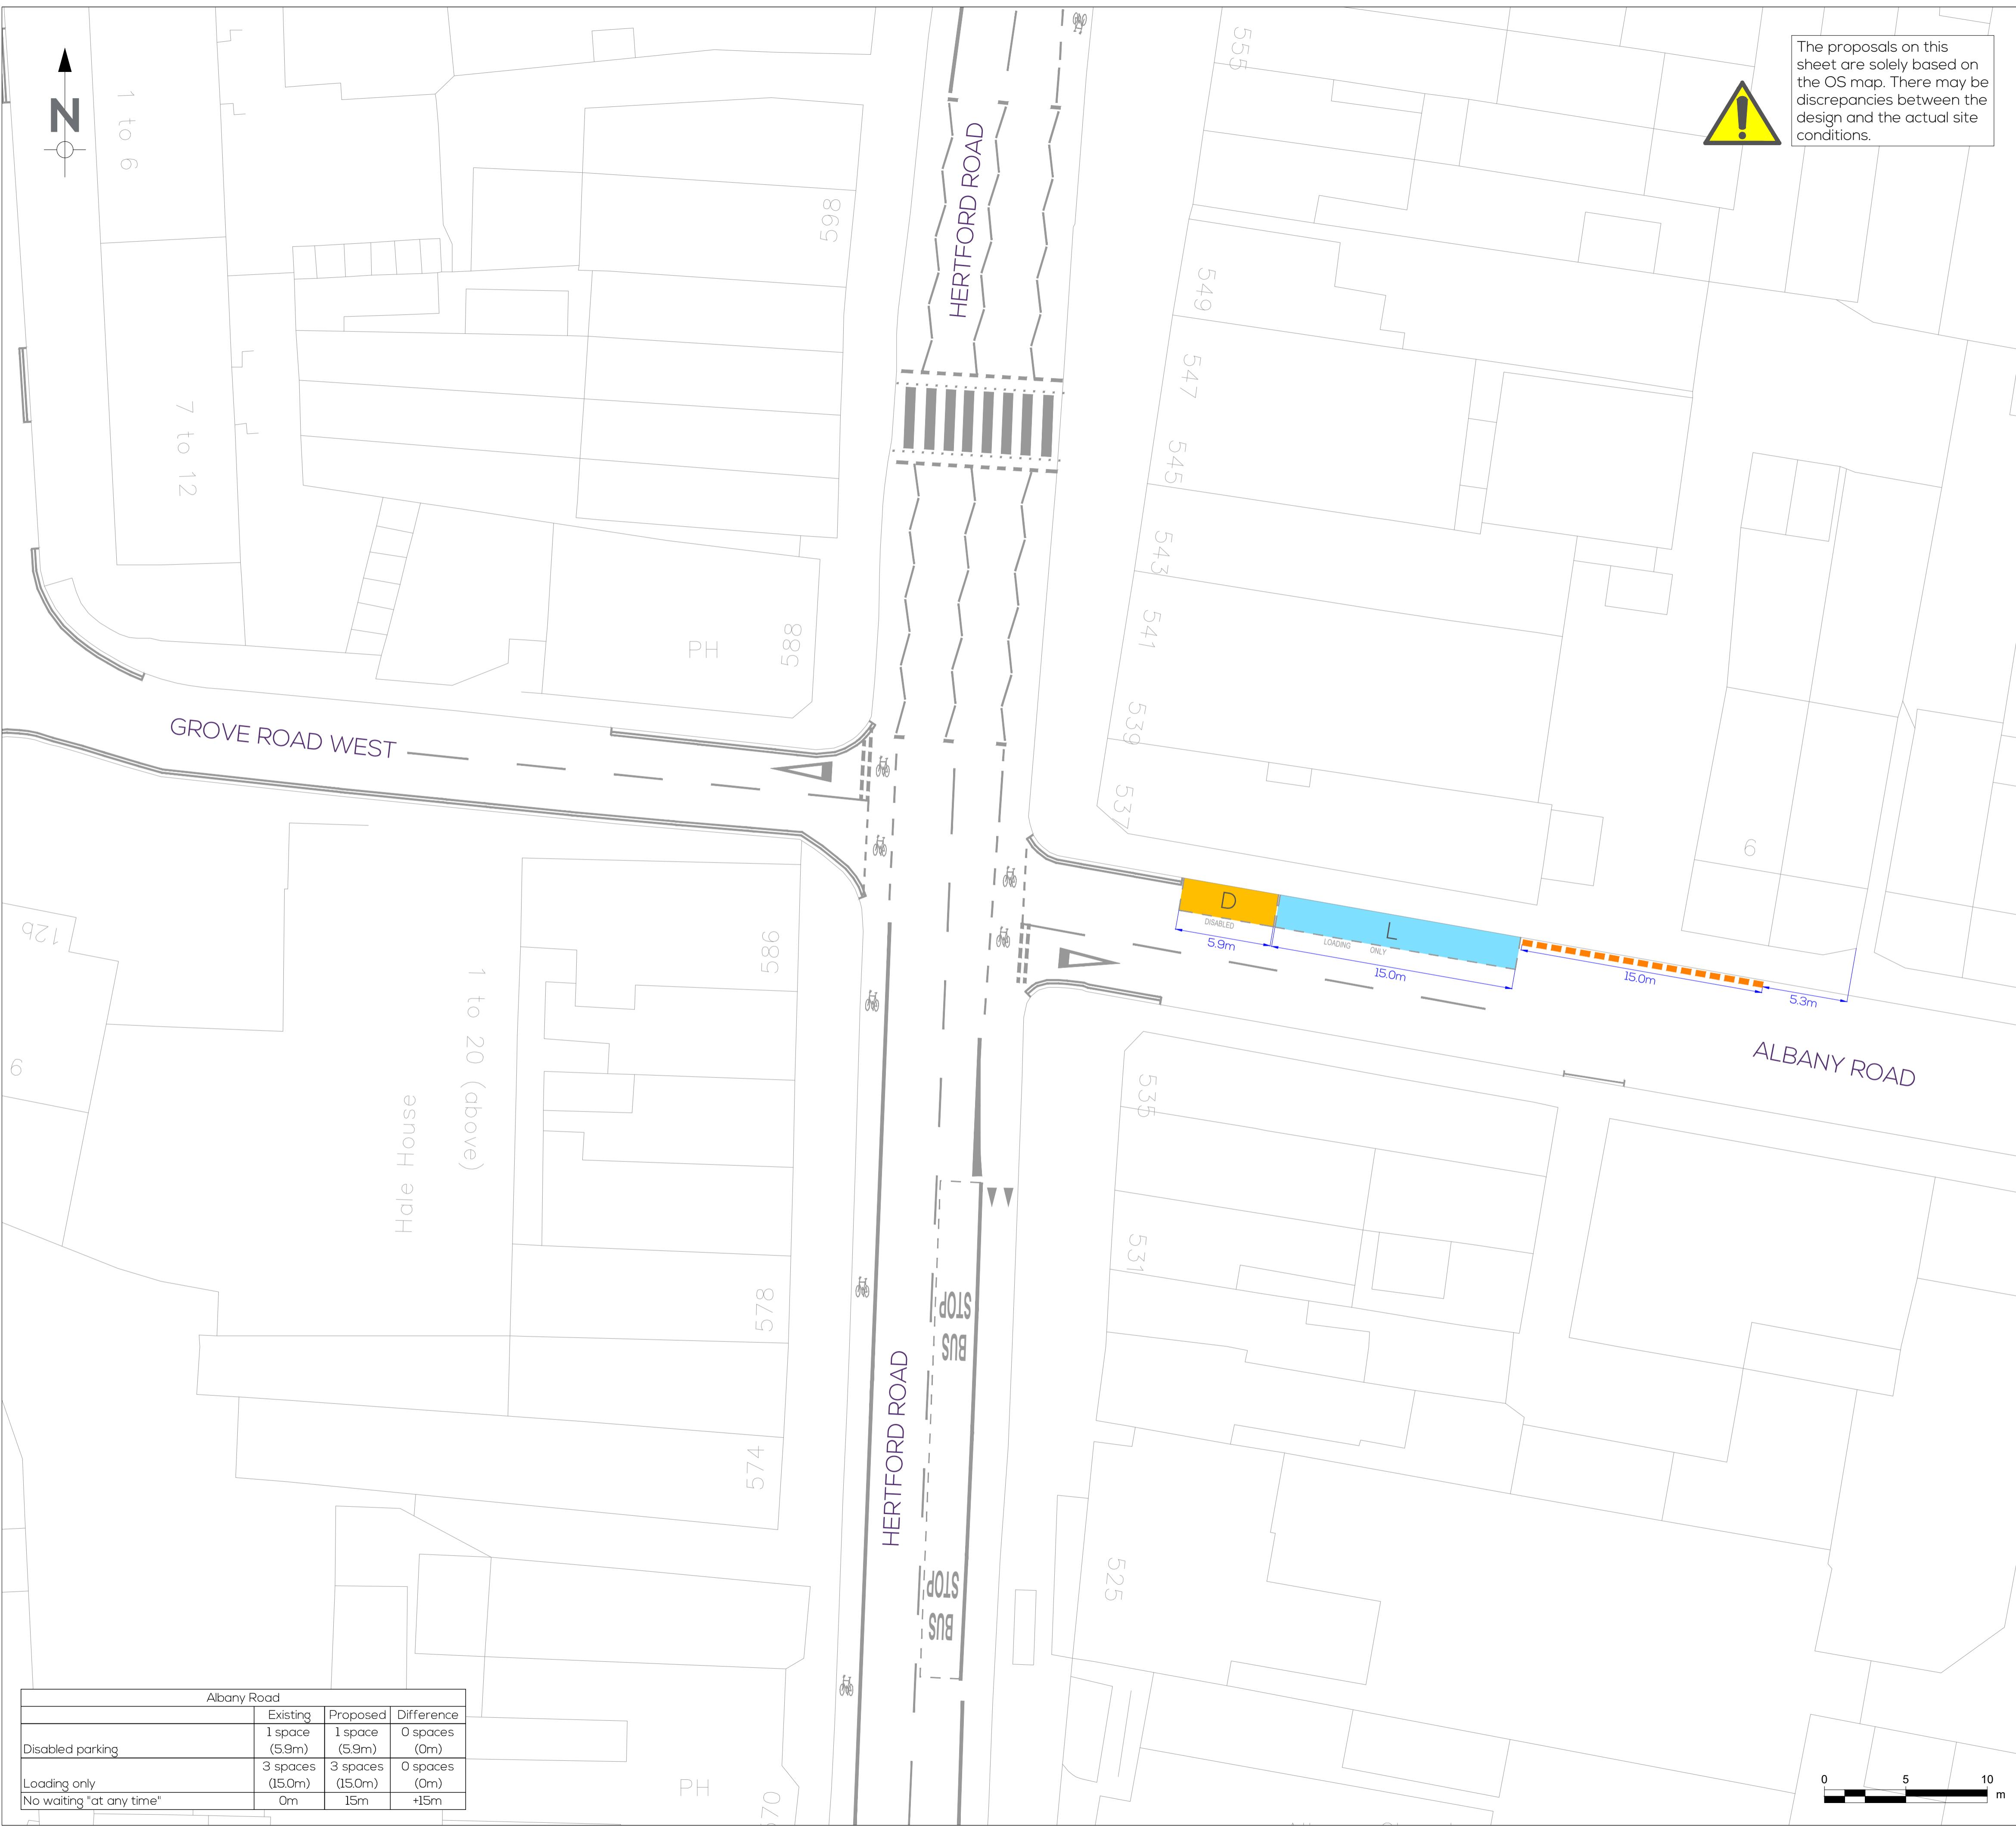 The proposals on this
sheet are solely based on
the OS map. There may be
discrepancies between the
design and the actual site
conditions.
N
1 to 6
7 to 12
598
588
PH
555
549
547
545
543
541
539
537
HERTFORD ROAD
GROVE ROAD WEST
9
D
DISABLED
5.9m
L
LOADING ONLY
15.0m
15.0m
5.3m
ALBANY ROAD
12b
9
586
1 to 20 (above)
Hale House
578
574
535
531
525
STOP
BUS
HERTFORD ROAD
STOP
BUS
PH
Albany Road
Existing Proposed Difference
1 space 1 space 0 spaces
Disabled parking (5.9m) (5.9m) (0m)
3 spaces 3 spaces 0 spaces
Loading only (15.0m) (15.0m) (0m)
No waiting "at any time" 0m 15m +15m
0 5 10
m